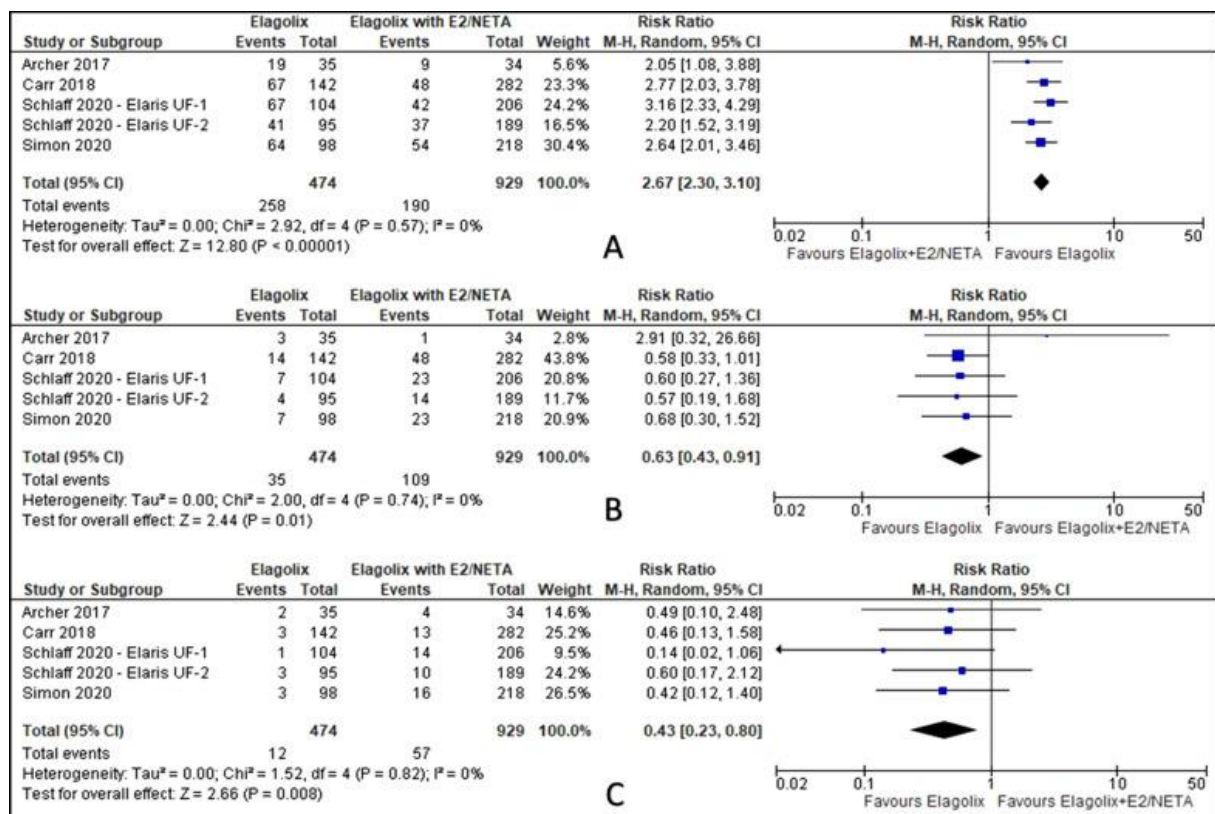 Elagolix Elagolix with E2/NETA Risk Ratio Risk Ratio
Study or Subgroup Events Total Events Total Weight M-H, Random, 95% CI M-H, Random, 95% CI
Archer 2017 19 35 9 34 5.6% 2.05 [1.08, 3.88]
Carr 2018 67 142 48 282 23.3% 2.77 [2.03, 3.78]
Schlaff 2020 - Elaris UF-1 67 104 42 206 24.2% 3.16 [2.33, 4.29]
Schlaff 2020 - Elaris UF-2 41 95 37 189 16.5% 2.20 [1.52, 3.19]
Simon 2020 64 98 54 218 30.4% 2.64 [2.01, 3.46]
Total (95% CI) 474 929 100.0% 2.67 [2.30, 3.10]
Total events 258 190
Heterogeneity: Tau² = 0.00; Chi² = 2.92, df = 4 (P = 0.57); I² = 0%
Test for overall effect: Z = 12.80 (P < 0.00001)
A
0.02 0.1 1 10 50
Favours Elagolix+E2/NETA Favours Elagolix
Elagolix Elagolix with E2/NETA Risk Ratio Risk Ratio
Study or Subgroup Events Total Events Total Weight M-H, Random, 95% CI M-H, Random, 95% CI
Archer 2017 3 35 1 34 2.8% 2.91 [0.32, 26.66]
Carr 2018 14 142 48 282 43.8% 0.58 [0.33, 1.01]
Schlaff 2020 - Elaris UF-1 7 104 23 206 20.8% 0.60 [0.27, 1.36]
Schlaff 2020 - Elaris UF-2 4 95 14 189 11.7% 0.57 [0.19, 1.68]
Simon 2020 7 98 23 218 20.9% 0.68 [0.30, 1.52]
Total (95% CI) 474 929 100.0% 0.63 [0.43, 0.91]
Total events 35 109
Heterogeneity: Tau² = 0.00; Chi² = 2.00, df = 4 (P = 0.74); I² = 0%
Test for overall effect: Z = 2.44 (P = 0.01)
B
0.02 0.1 1 10 50
Favours Elagolix Favours Elagolix+E2/NETA
Elagolix Elagolix with E2/NETA Risk Ratio Risk Ratio
Study or Subgroup Events Total Events Total Weight M-H, Random, 95% CI M-H, Random, 95% CI
Archer 2017 2 35 4 34 14.6% 0.49 [0.10, 2.48]
Carr 2018 3 142 13 282 25.2% 0.46 [0.13, 1.58]
Schlaff 2020 - Elaris UF-1 1 104 14 206 9.5% 0.14 [0.02, 1.06]
Schlaff 2020 - Elaris UF-2 3 95 10 189 24.2% 0.60 [0.17, 2.12]
Simon 2020 3 98 16 218 26.5% 0.42 [0.12, 1.40]
Total (95% CI) 474 929 100.0% 0.43 [0.23, 0.80]
Total events 12 57
Heterogeneity: Tau² = 0.00; Chi² = 1.52, df = 4 (P = 0.82); I² = 0%
Test for overall effect: Z = 2.66 (P = 0.008)
C
0.02 0.1 1 10 50
Favours Elagolix Favours Elagolix+E2/NETA